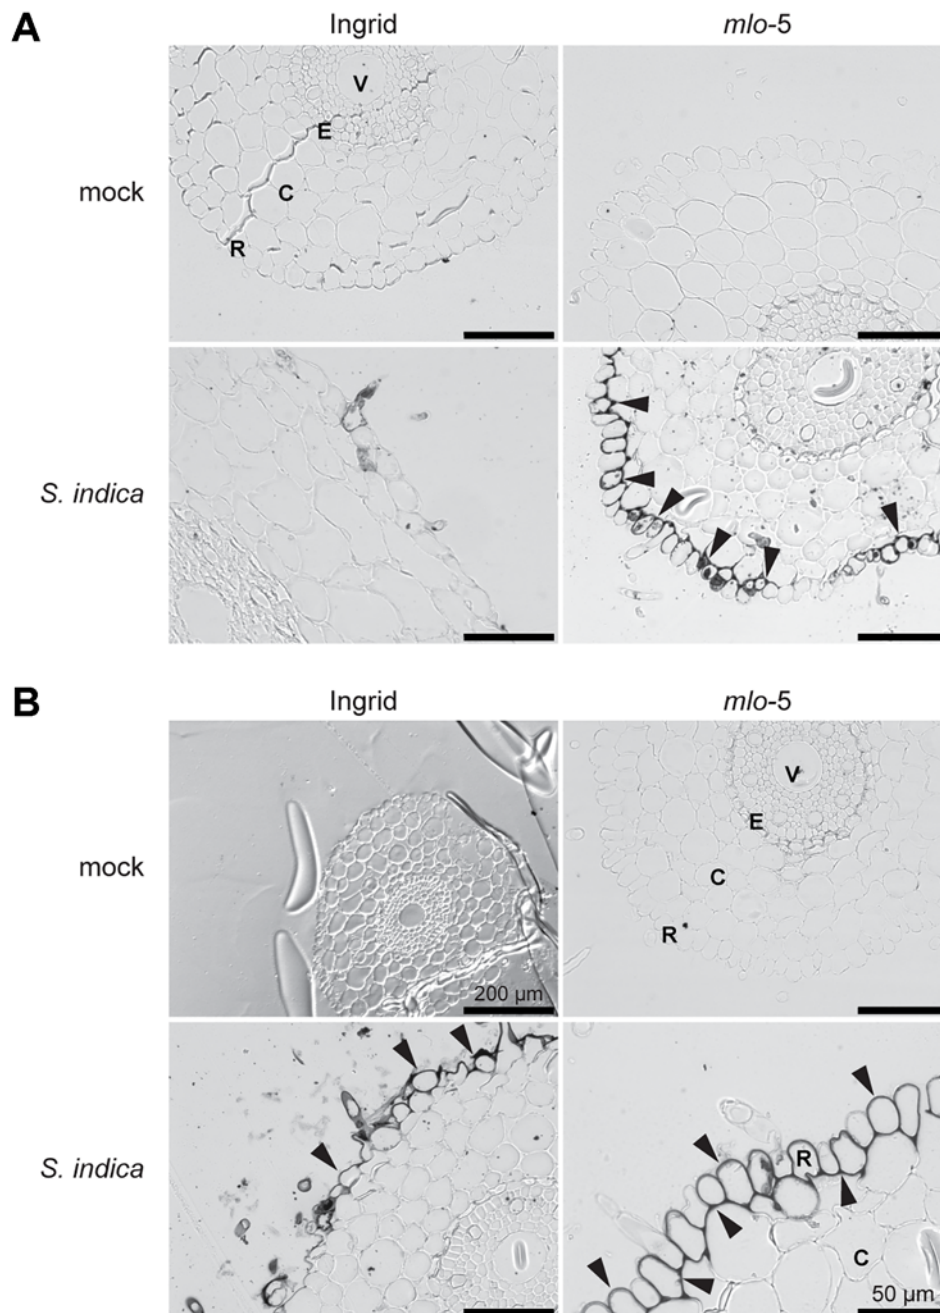 A
Ingrid
mlo-5
mock
V
E
C
R
S. indica
B
Ingrid
mlo-5
mock
200 µm
V
E
C
R
S. indica
R
C
50 µm